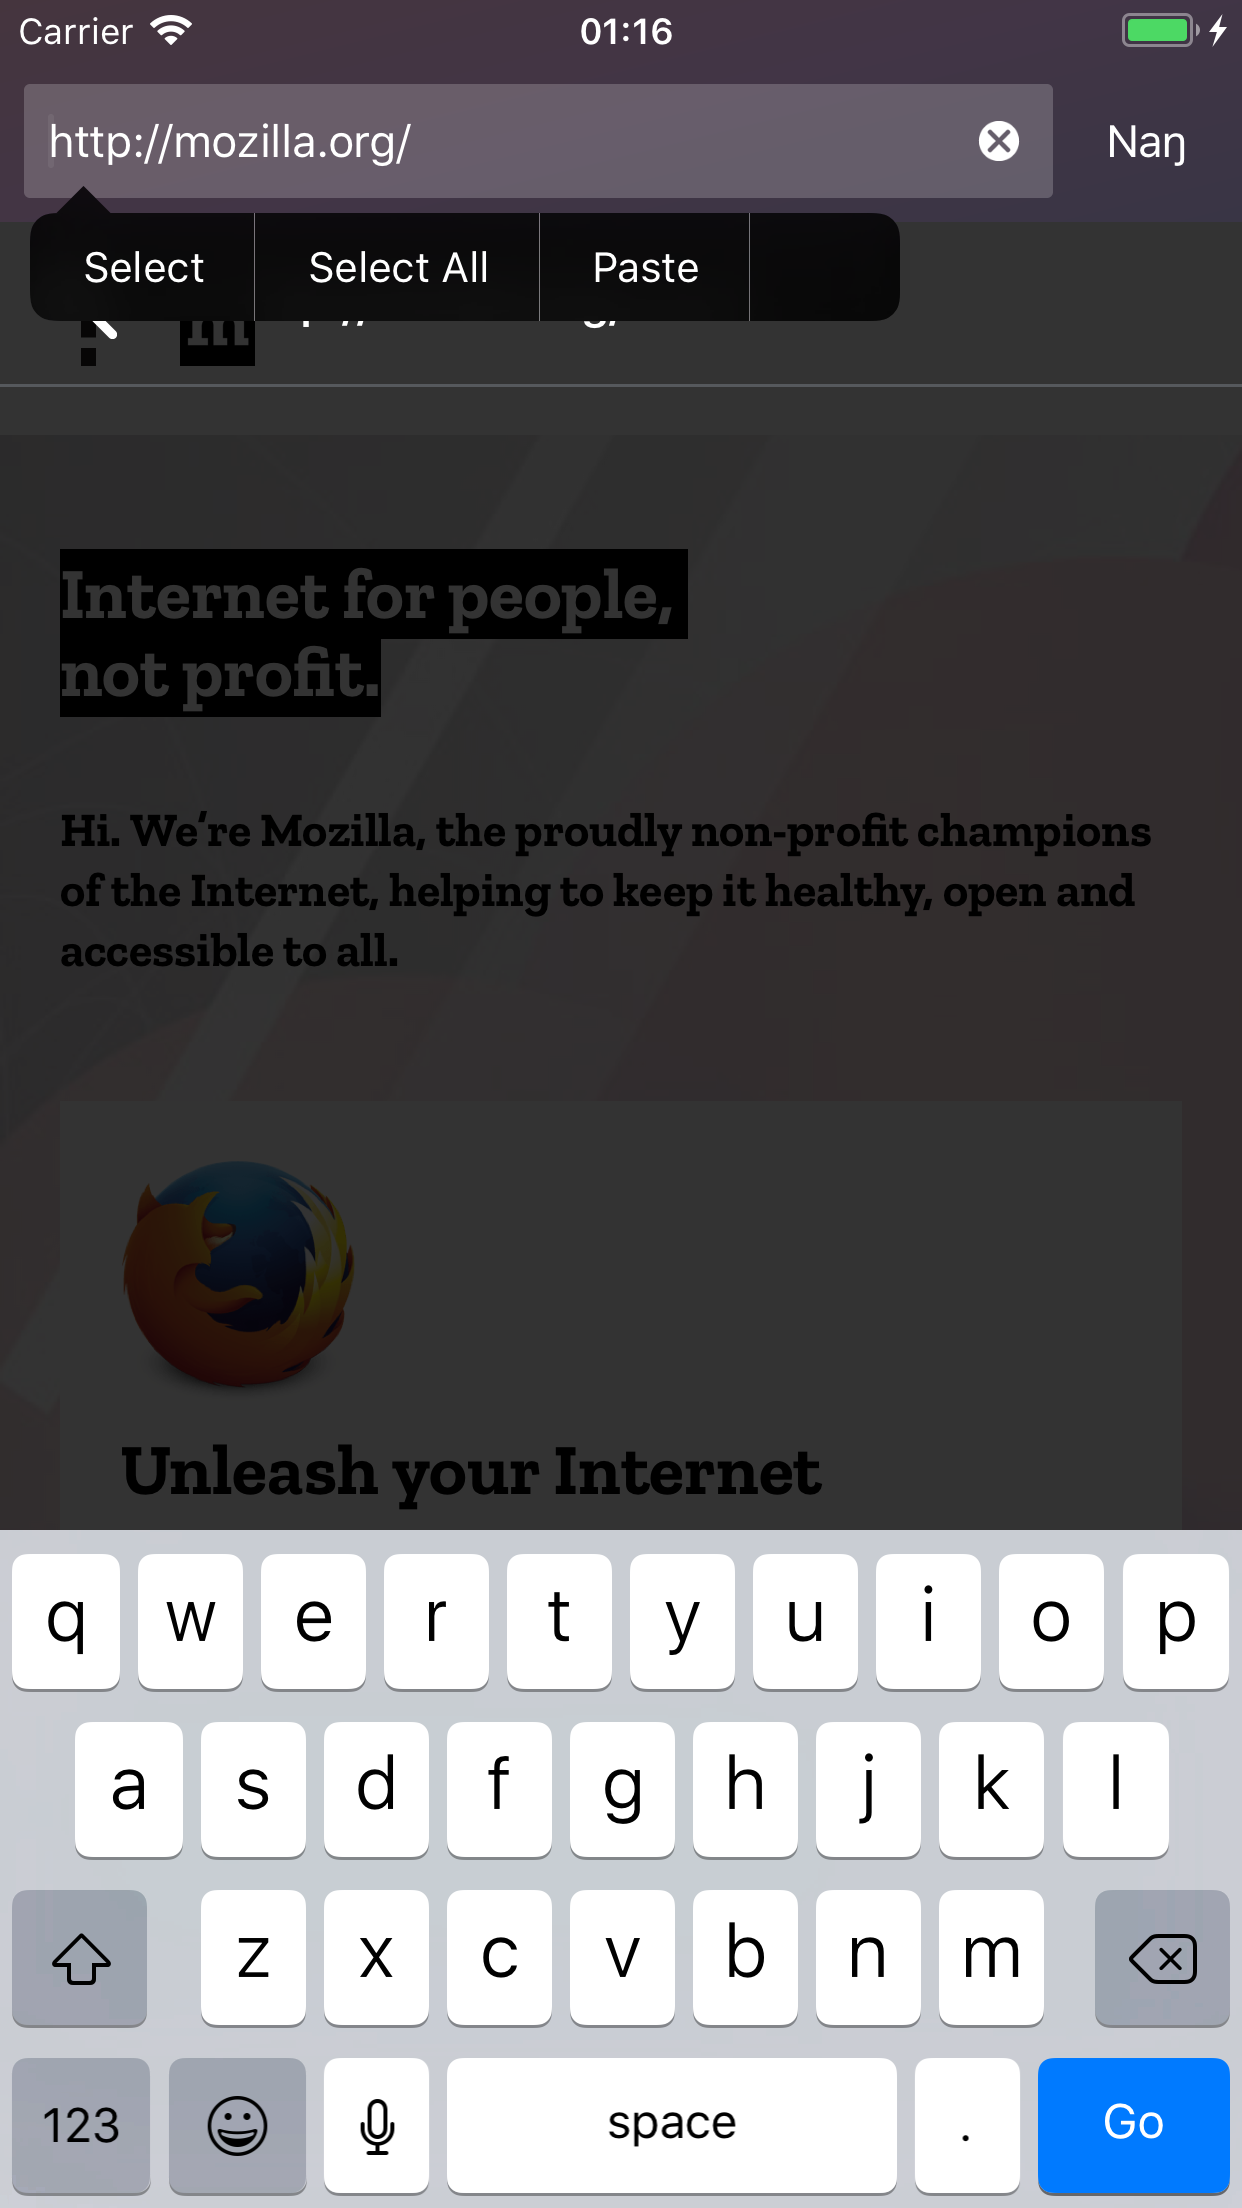 Carrier 01:16
http://mozilla.org/ Naŋ
Select Select All Paste
m
Internet for people,
not profit.
Hi. We’re Mozilla, the proudly non-profit champions
of the Internet, helping to keep it healthy, open and
accessible to all.
Unleash your Internet
q w e r t y u i o p
a s d f g h j k l
z x c v b n m
123 space . Go